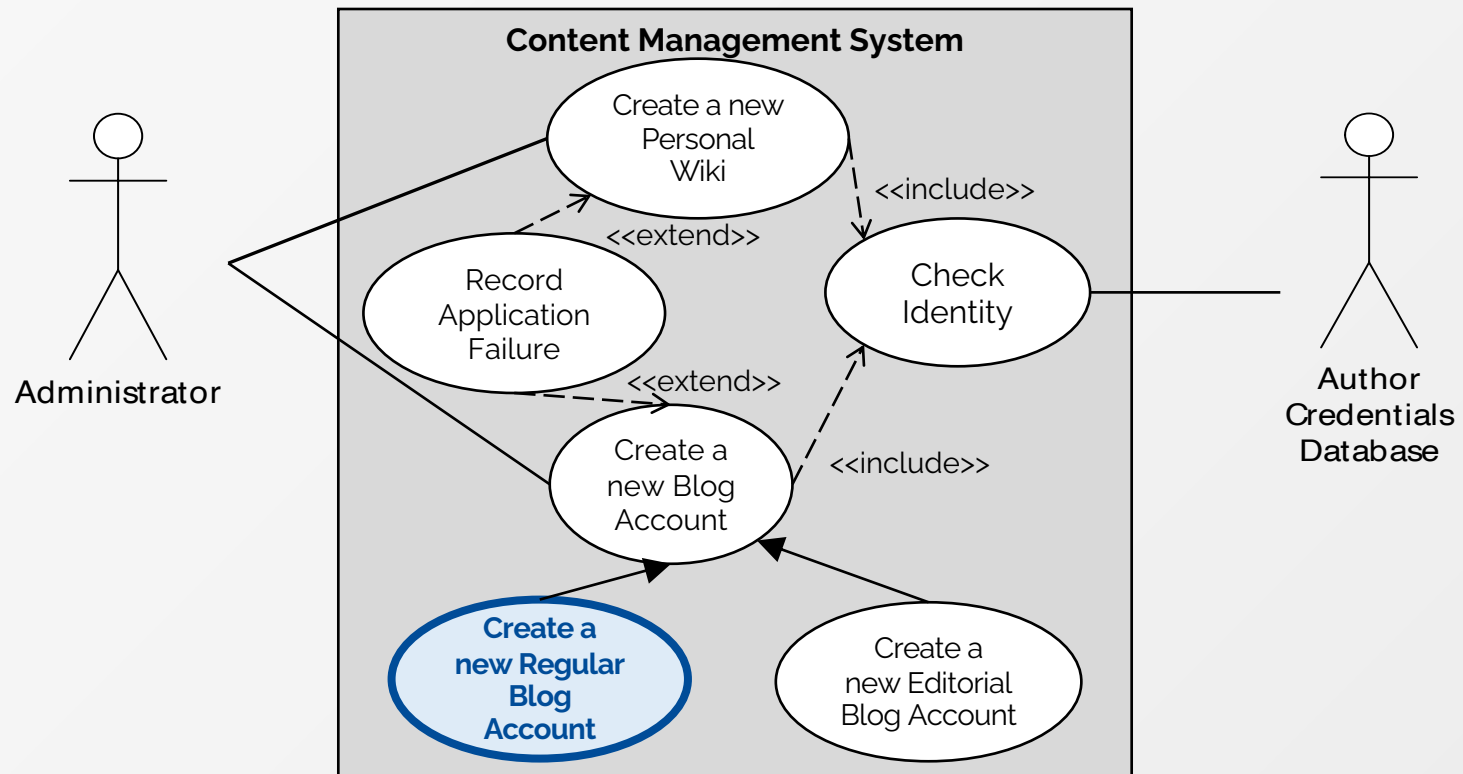 Content Management System
Create a new
Personal
Wiki
<<include>>
<<extend>>
Record
Application
Failure
Check
Identity
Administrator
<<extend>>
Author
Credentials
Database
Create a
new Blog
Account
<<include>>
Create a
new Regular
Blog
Account
Create a
new Editorial
Blog Account